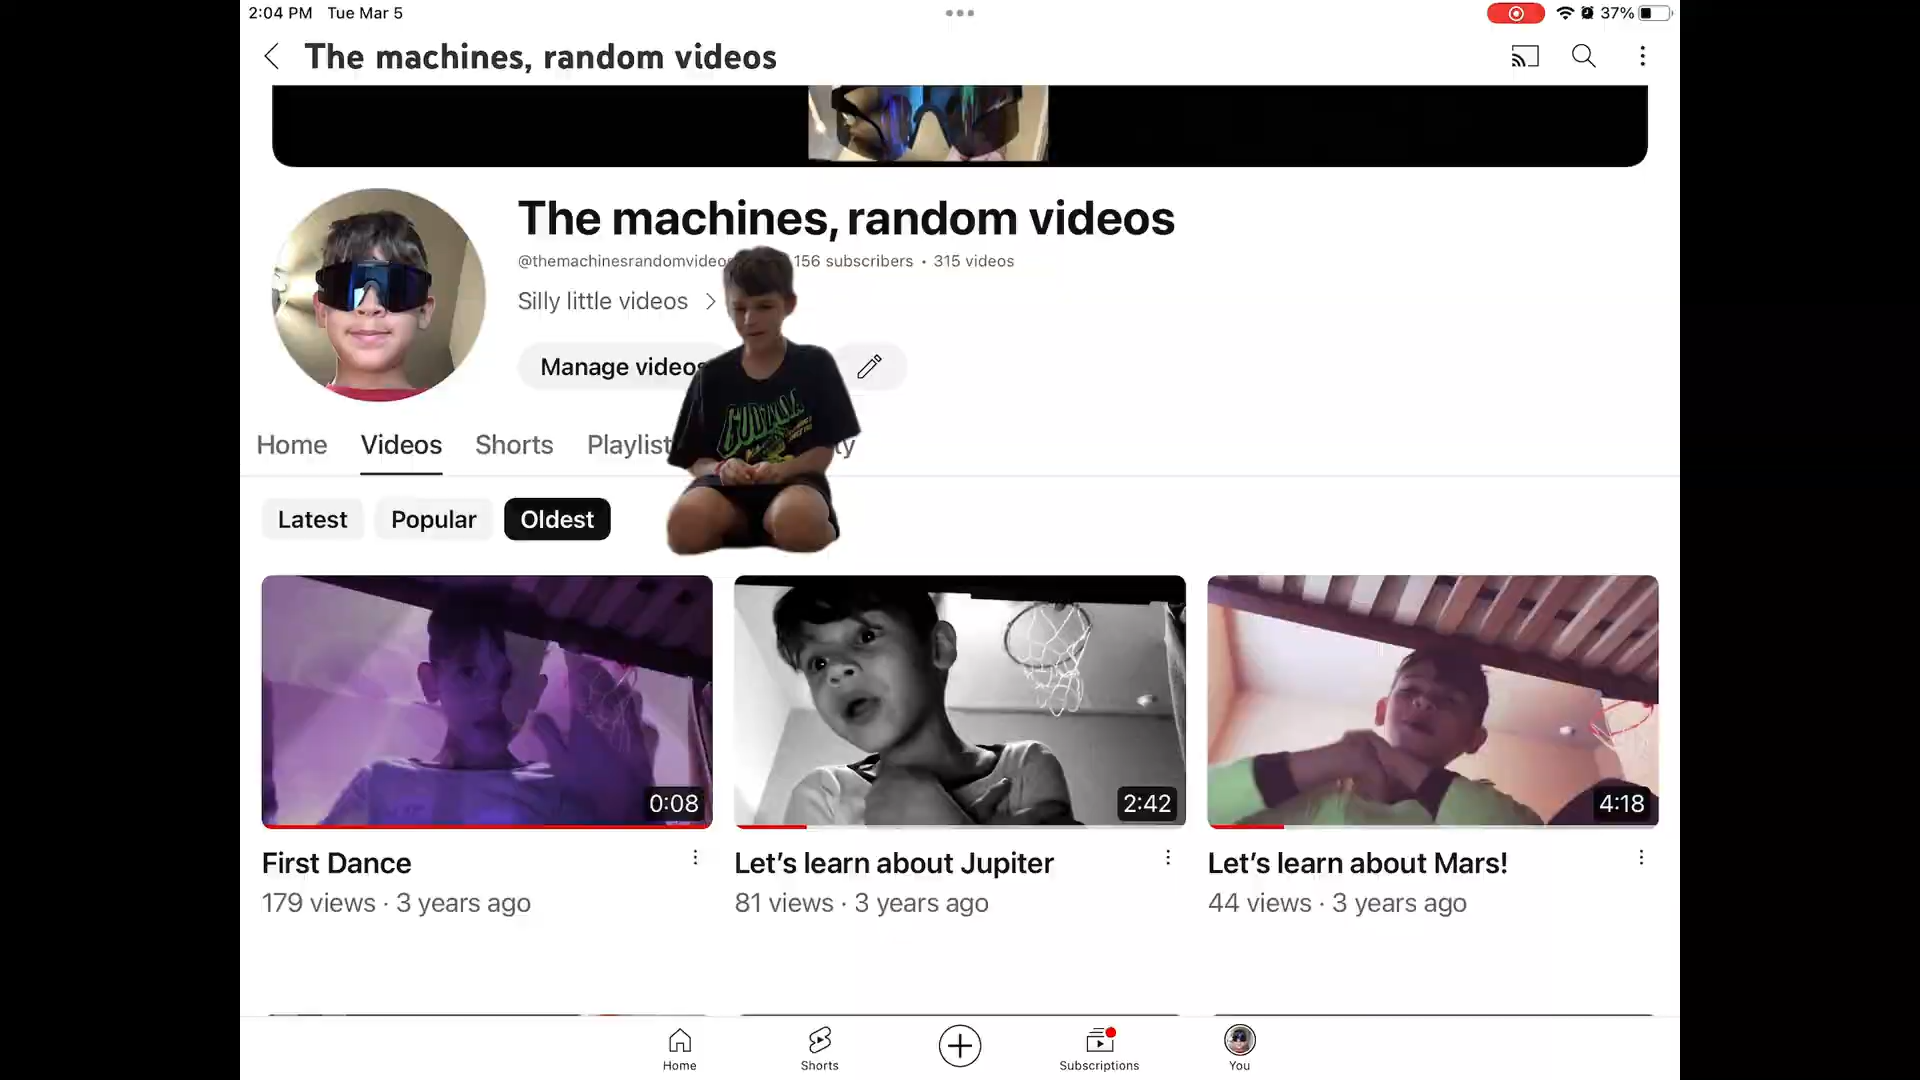 2:04 PM Tue Mar 5
37%
The machines, random videos
The machines, random videos
156 subscribers • 315 videos
Silly little videos
Manage videos
Home Videos Shorts Playlist
Latest Popular Oldest
0:08
2:42
4:18
First Dance
Let's learn about Jupiter
Let's learn about Mars!
179 views · 3 years ago
81 views · 3 years ago
44 views · 3 years ago
Home
Shorts
Subscriptions
You